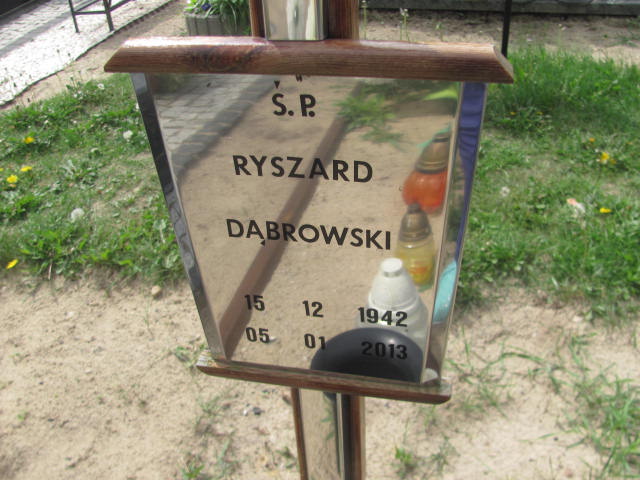 Ś.P.
RYSZARD
DĄBROWSKI
15 12 1942
05 01 2013